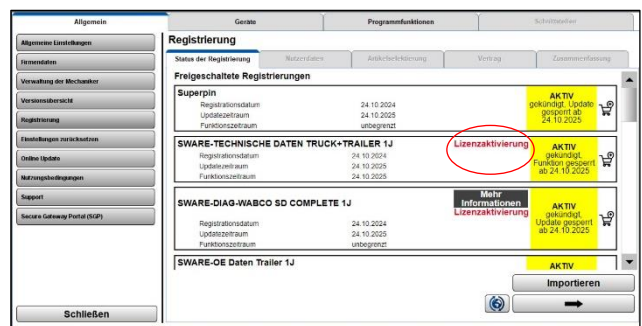 Allgemein
Geräte
Programmfunktionen
Schnittstellen
Allgemeine Einstellungen
Firmendaten
Verwaltung der Mechaniker
Versionsübersicht
Registrierung
Einstellungen zurücksetzen
Online Update
Nutzungsbedingungen
Support
Secure Gateway Portal (SGP)
Schließen
Registrierung
Status der Registrierung
Nutzerdaten
Artikelselektierung
Vertrag
Zusammenfassung
Freigeschaltete Registrierungen
Superpin
Registrationsdatum 24.10.2024
Updatezeitraum 24.10.2025
Funktionszeitraum unbegrenzt
AKTIV
gekündigt, Update
gesperrt ab
24.10.2025
SWARE-TECHNISCHE DATEN TRUCK+TRAILER 1J
Lizenzaktivierung
Registrationsdatum 24.10.2024
Updatezeitraum 24.10.2025
Funktionszeitraum 24.10.2025
AKTIV
gekündigt,
Funktion gesperrt
ab 24.10.2025
SWARE-DIAG-WABCO SD COMPLETE 1J
Mehr
Informationen
Lizenzaktivierung
Registrationsdatum 24.10.2024
Updatezeitraum 24.10.2025
Funktionszeitraum unbegrenzt
AKTIV
gekündigt,
Update gesperrt
ab 24.10.2025
SWARE-OE Daten Trailer 1J
AKTIV
Importieren